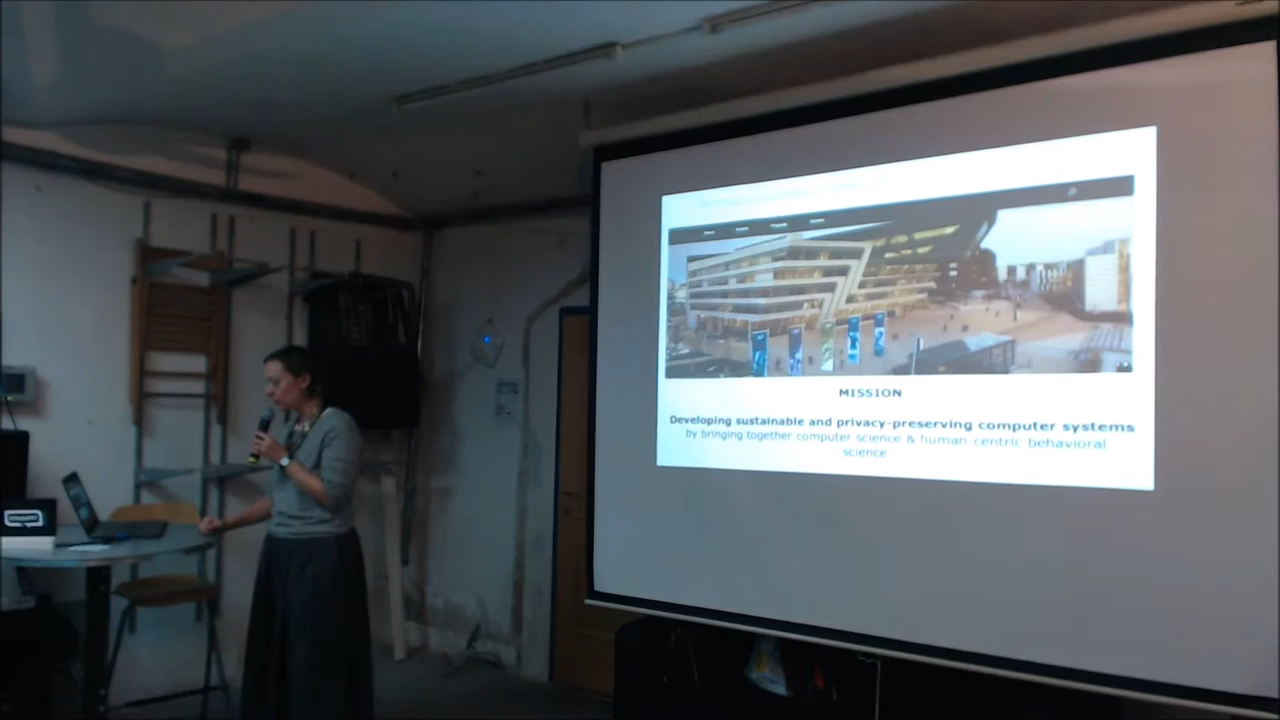 MISSION
Developing sustainable and privacy-preserving computer systems
by bringing together computer science & human-centric behavioral
science